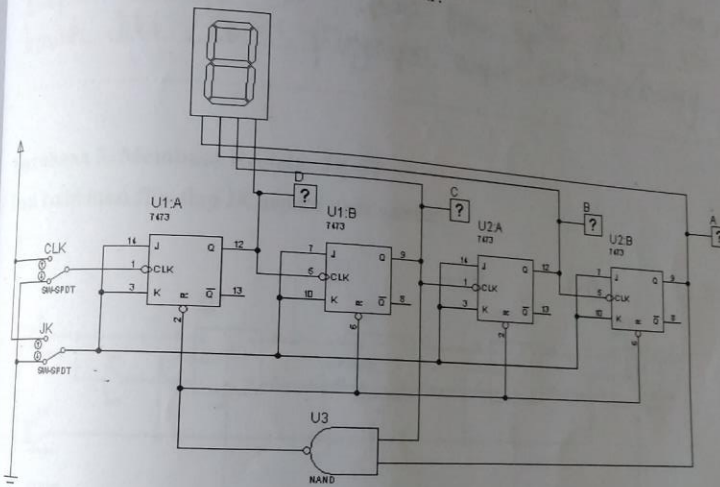 D
C
B
A
?
?
?
?
U1:A
7473
U1:B
7473
U2:A
7473
U2:B
7473
CLK
SW-SPDT
JK
SW-SPDT
14
J
Q
12
1
CLK
3
K
Q
13
R
2
7
J
Q
9
5
CLK
10
K
Q
8
R
6
14
J
Q
12
1
CLK
3
K
Q
13
R
2
7
J
Q
9
5
CLK
10
K
Q
8
R
6
U3
NAND